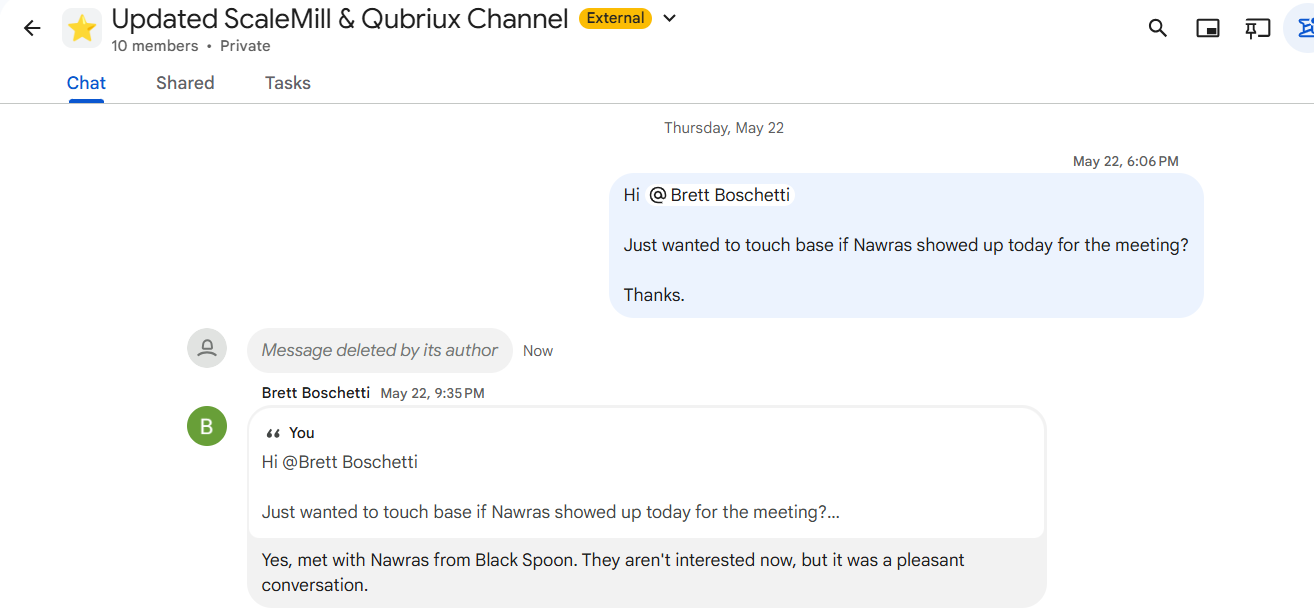 Updated ScaleMill & Qubriux Channel External
10 members • Private
Chat Shared Tasks
Thursday, May 22
May 22, 6:06 PM
Hi @Brett Boschetti
Just wanted to touch base if Nawras showed up today for the meeting?
Thanks.
Message deleted by its author Now
Brett Boschetti May 22, 9:35 PM
B
“ You
Hi @Brett Boschetti
Just wanted to touch base if Nawras showed up today for the meeting?...
Yes, met with Nawras from Black Spoon. They aren't interested now, but it was a pleasant
conversation.